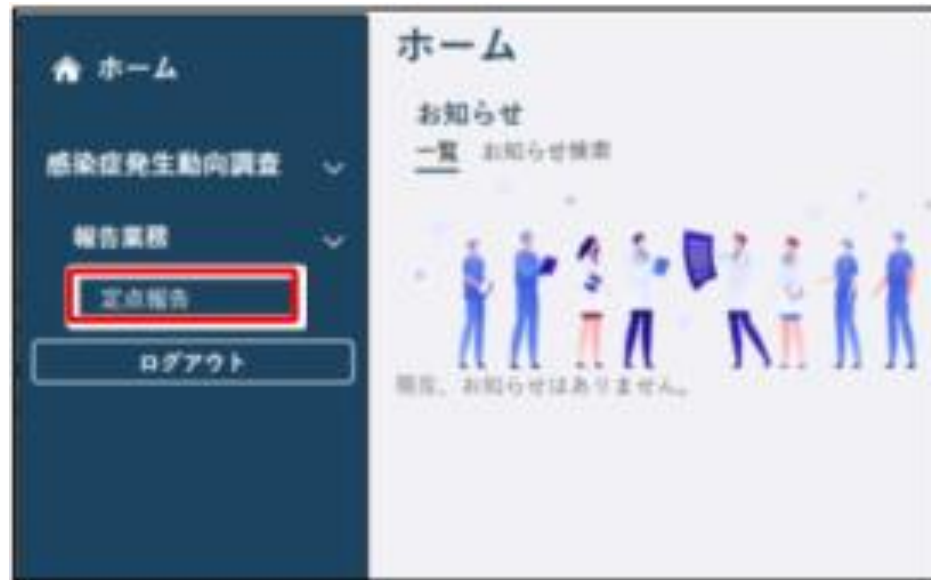 ホーム
感染症発生動向調査
報告業務
定点報告
ログアウト
ホーム
お知らせ
一覧 お知らせ検索
現在、お知らせはありません。